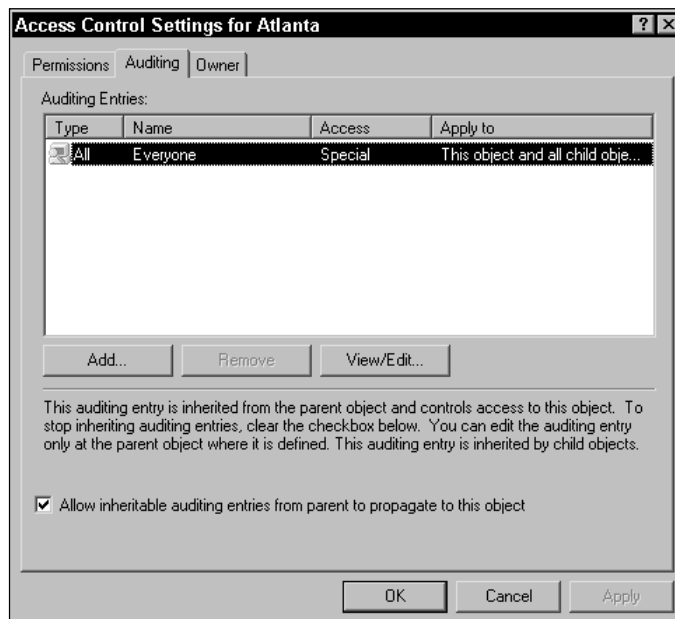 Access Control Settings for Atlanta
Permissions Auditing Owner
Auditing Entries:
Type Name Access Apply to
All Everyone Special This object and all child obje...
Add... Remove View/Edit...
This auditing entry is inherited from the parent object and controls access to this object. To
stop inheriting auditing entries, clear the checkbox below. You can edit the auditing entry
only at the parent object where it is defined. This auditing entry is inherited by child objects.
Allow inheritable auditing entries from parent to propagate to this object
OK Cancel Apply